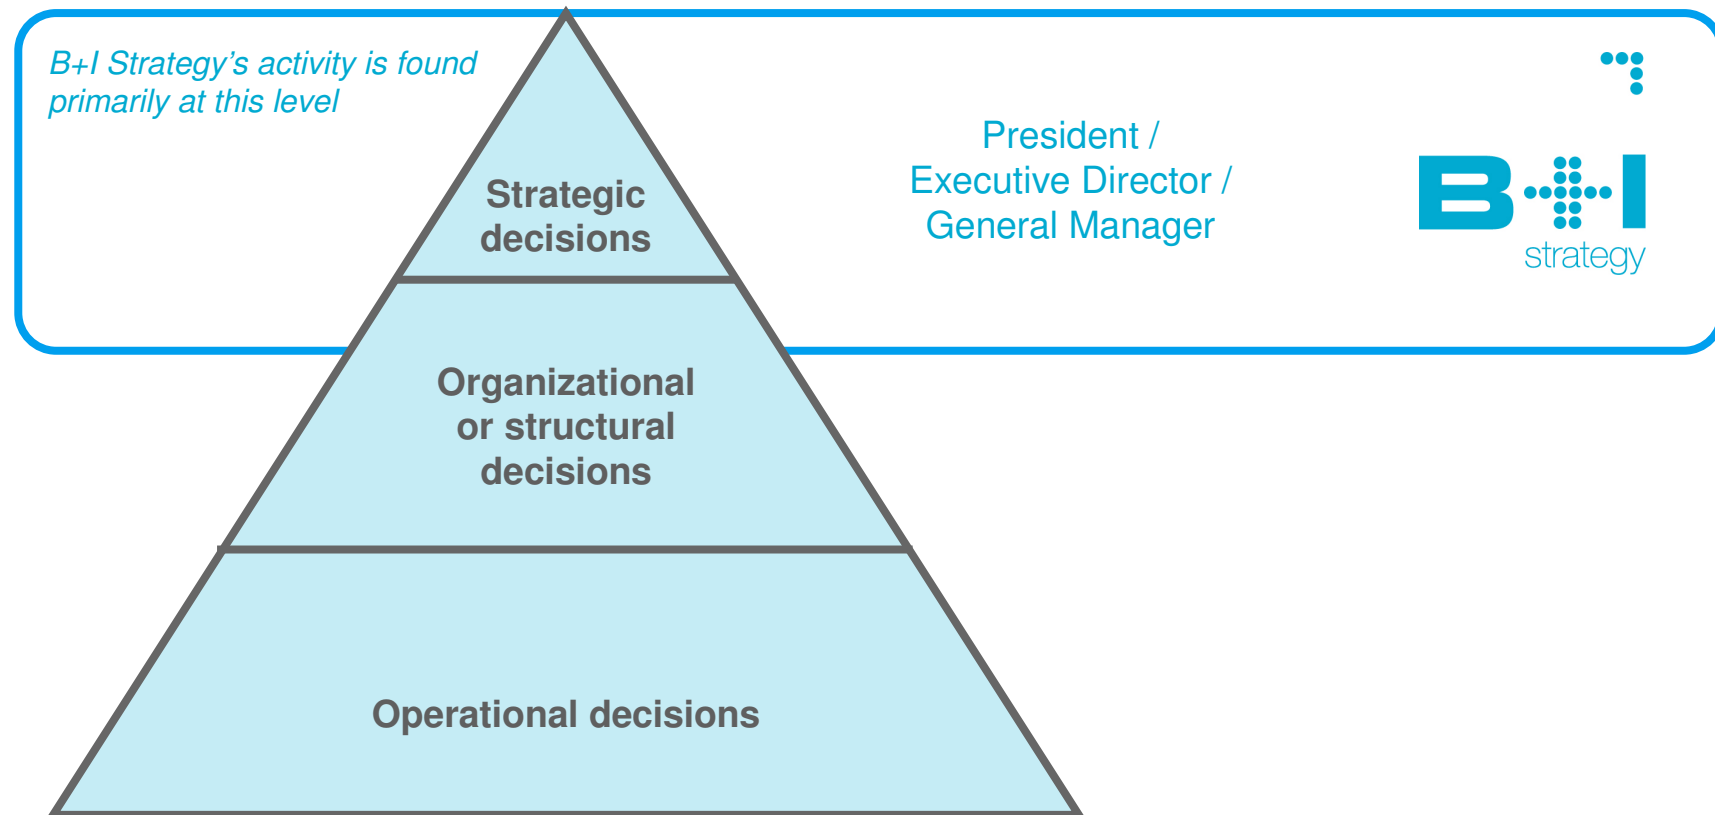 B+I Strategy’s activity is found
primarily at this level
President /
Executive Director /
General Manager
B+I
strategy
Strategic
decisions
Organizational
or structural
decisions
Operational decisions